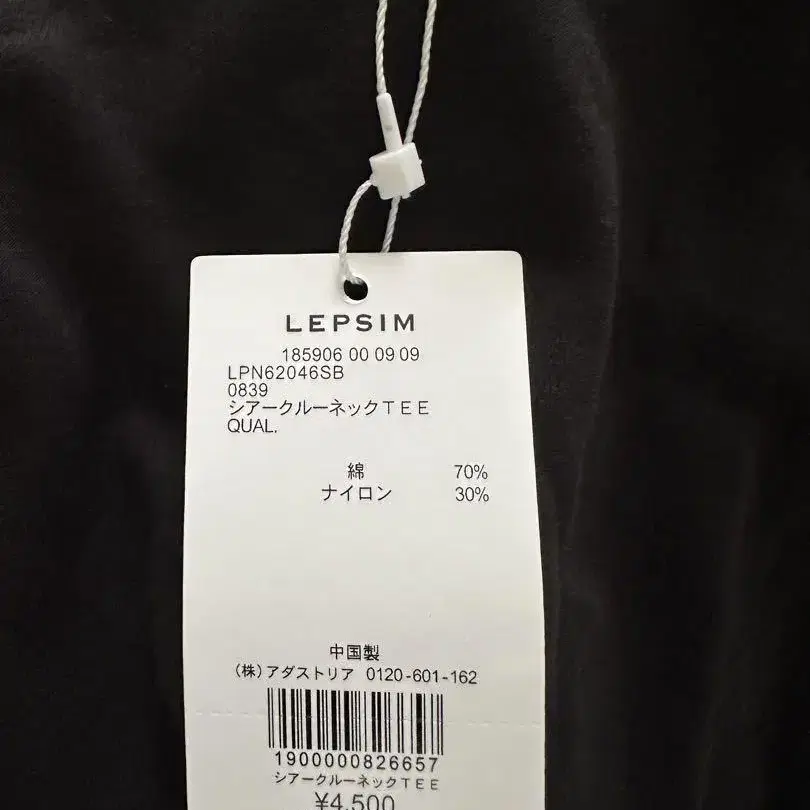 LEPSIM
185906 00 09 09
LPN62046SB
0839
シアークルーネックＴＥＥ
QUAL.
綿 70%
ナイロン 30%
中国製
(株)アダストリア 0120-601-162
1900000826657
シアークルーネックＴＥＥ
¥4,500